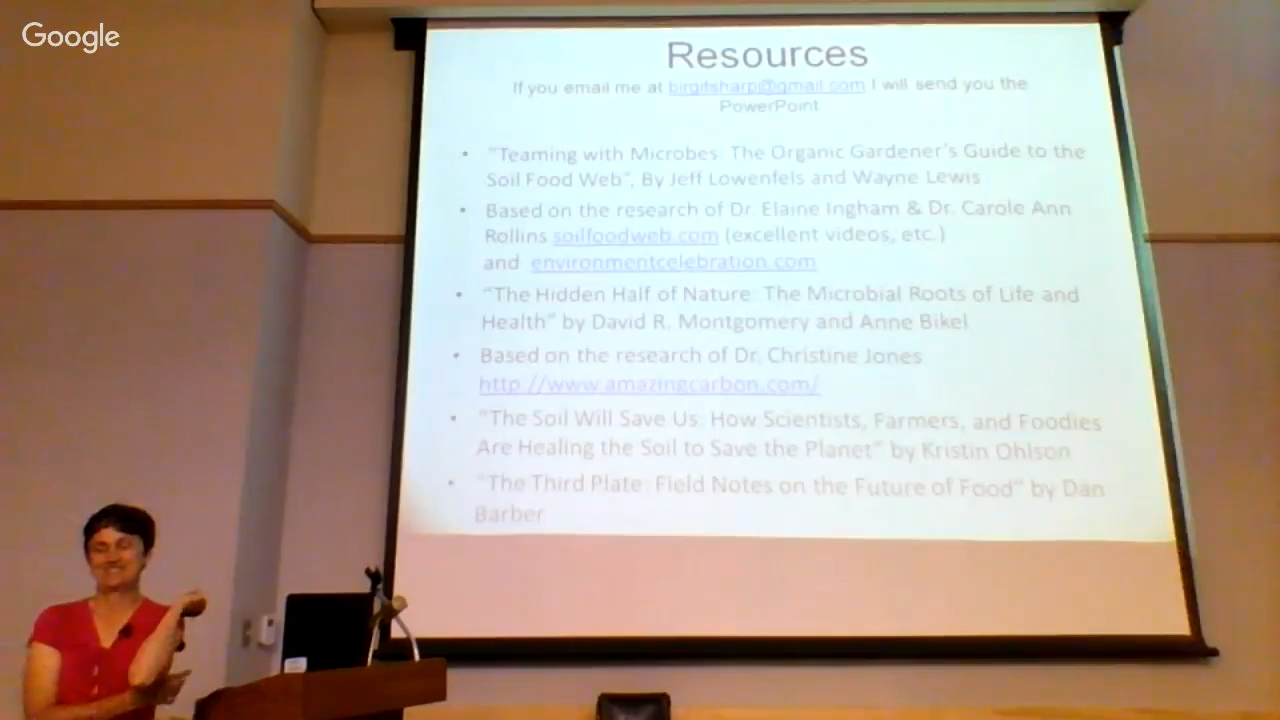 Google
Resources
If you email me at birgitsharp@gmail.com I will send you the
PowerPoint
• "Teaming with Microbes: The Organic Gardener's Guide to the
Soil Food Web", By Jeff Lowenfels and Wayne Lewis
• Based on the research of Dr. Elaine Ingham & Dr. Carole Ann
Rollins soilfoodweb.com (excellent videos, etc.)
and environmentcelebration.com
• "The Hidden Half of Nature: The Microbial Roots of Life and
Health" by David R. Montgomery and Anne Bikel
• Based on the research of Dr. Christine Jones
http://www.amazingcarbon.com/
• "The Soil Will Save Us: How Scientists, Farmers, and Foodies
Are Healing the Soil to Save the Planet" by Kristin Ohlson
• "The Third Plate: Field Notes on the Future of Food" by Dan
Barber